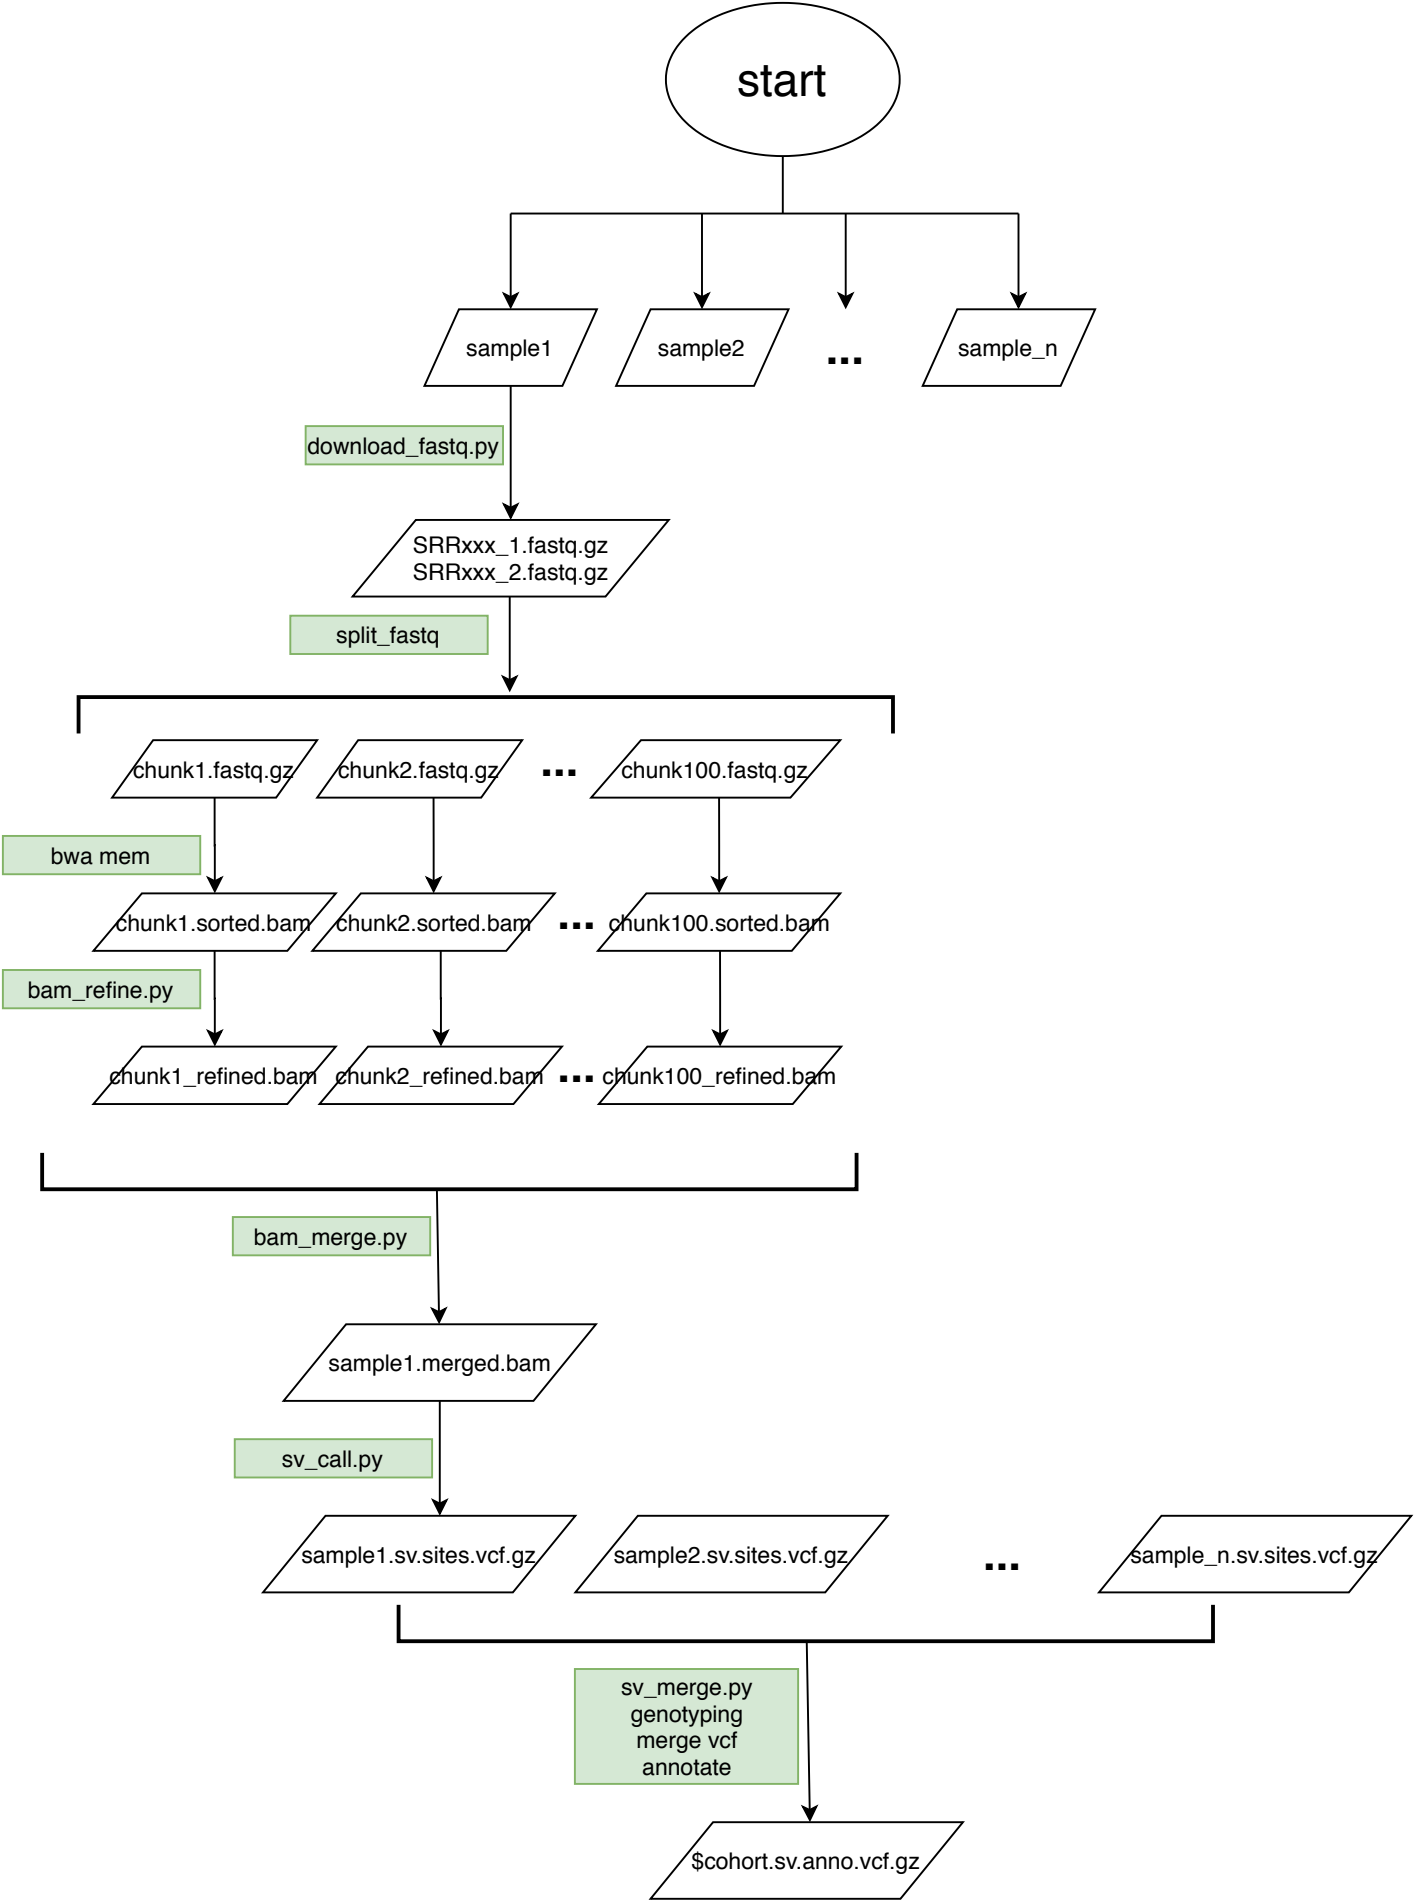 start
sample1
sample2
...
sample_n
download_fastq.py
SRRxxx_1.fastq.gz
SRRxxx_2.fastq.gz
split_fastq
chunk1.fastq.gz
chunk2.fastq.gz
...
chunk100.fastq.gz
bwa mem
chunk1.sorted.bam
chunk2.sorted.bam
...
chunk100.sorted.bam
bam_refine.py
chunk1_refined.bam
chunk2_refined.bam
...
chunk100_refined.bam
bam_merge.py
sample1.merged.bam
sv_call.py
sample1.sv.sites.vcf.gz
sample2.sv.sites.vcf.gz
...
sample_n.sv.sites.vcf.gz
sv_merge.py
genotyping
merge vcf
annotate
$cohort.sv.anno.vcf.gz